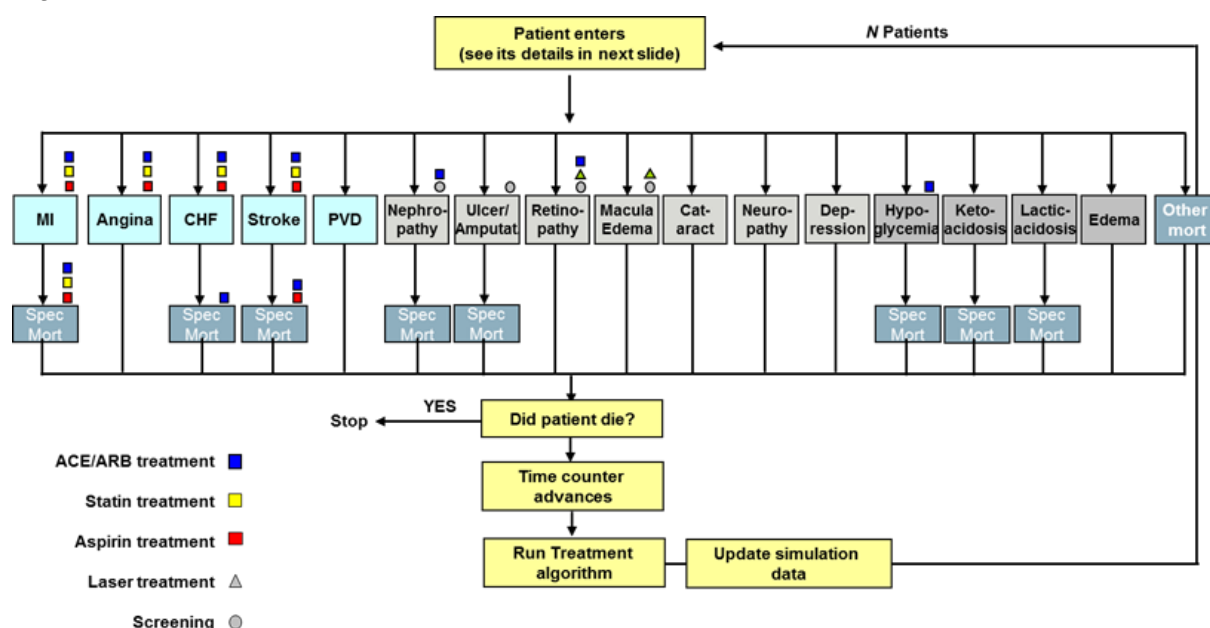 Patient enters
(see its details in next slide)
N Patients
MI
Angina
CHF
Stroke
PVD
Nephro-
pathy
Ulcer/
Amputat.
Retino-
pathy
Macula
Edema
Cat-
aract
Neuro-
pathy
Dep-
ression
Hypo-
glycemia
Keto-
acidosis
Lactic-
acidosis
Edema
Other
mort
Spec
Mort
Spec
Mort
Spec
Mort
Spec
Mort
Spec
Mort
Spec
Mort
Spec
Mort
Spec
Mort
YES
Stop
Did patient die?
Time counter
advances
Run Treatment
algorithm
Update simulation
data
ACE/ARB treatment
Statin treatment
Aspirin treatment
Laser treatment
Screening